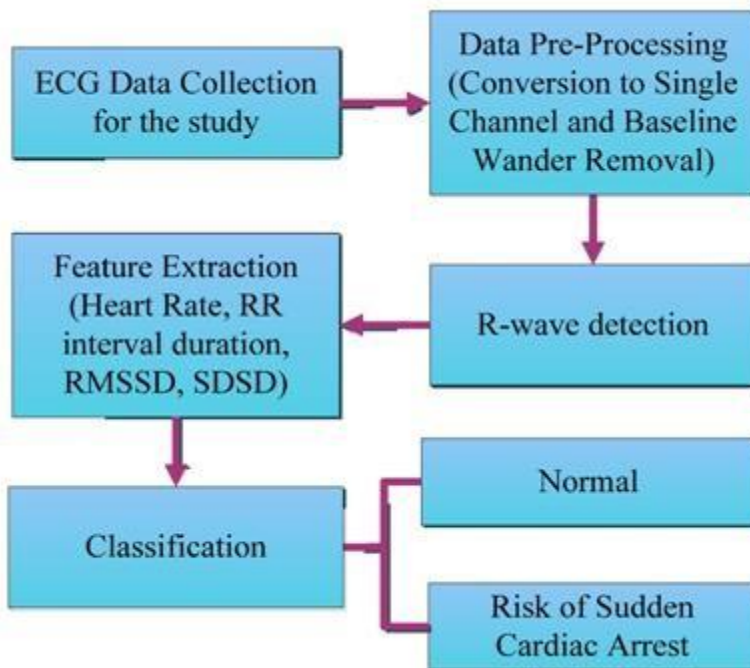 ECG Data Collection
for the study
Data Pre-Processing
(Conversion to Single
Channel and Baseline
Wander Removal)
R-wave detection
Feature Extraction
(Heart Rate, RR
interval duration,
RMSSD, SDSD)
Classification
Normal
Risk of Sudden
Cardiac Arrest